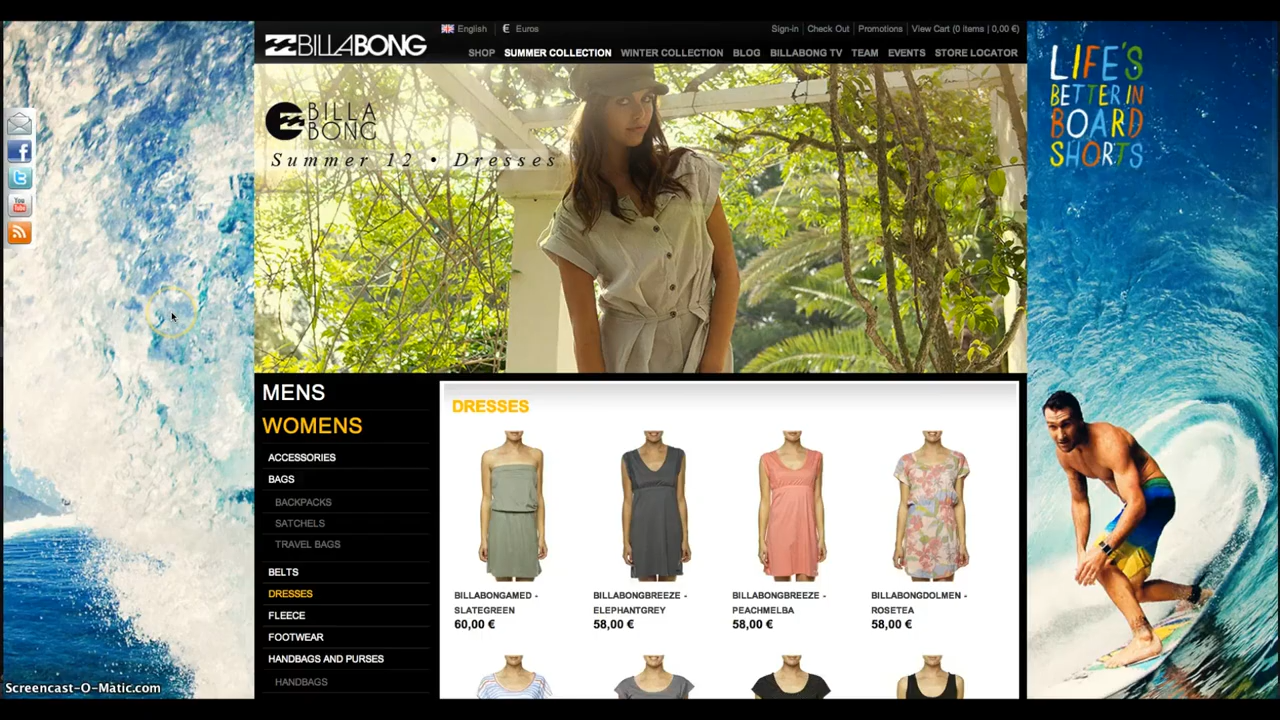 BILLABONG
English
€ Euros
Sign-in
Check Out
Promotions
View Cart (0 items | 0,00 €)
SHOP
SUMMER COLLECTION
WINTER COLLECTION
BLOG
BILLABONG TV
TEAM
EVENTS
STORE LOCATOR
BILLA
BONG
Summer 12 • Dresses
LIFE'S
BETTER IN
BOARD
SHORTS
You
Tube
MENS
WOMENS
ACCESSORIES
BAGS
BACKPACKS
SATCHELS
TRAVEL BAGS
BELTS
DRESSES
FLEECE
FOOTWEAR
HANDBAGS AND PURSES
HANDBAGS
DRESSES
BILLABONGAMED -
SLATEGREEN
60,00 €
BILLABONGBREEZE -
ELEPHANTGREY
58,00 €
BILLABONGBREEZE -
PEACHMELBA
58,00 €
BILLABONGDOLMEN -
ROSETEA
58,00 €
Screencast-O-Matic.com